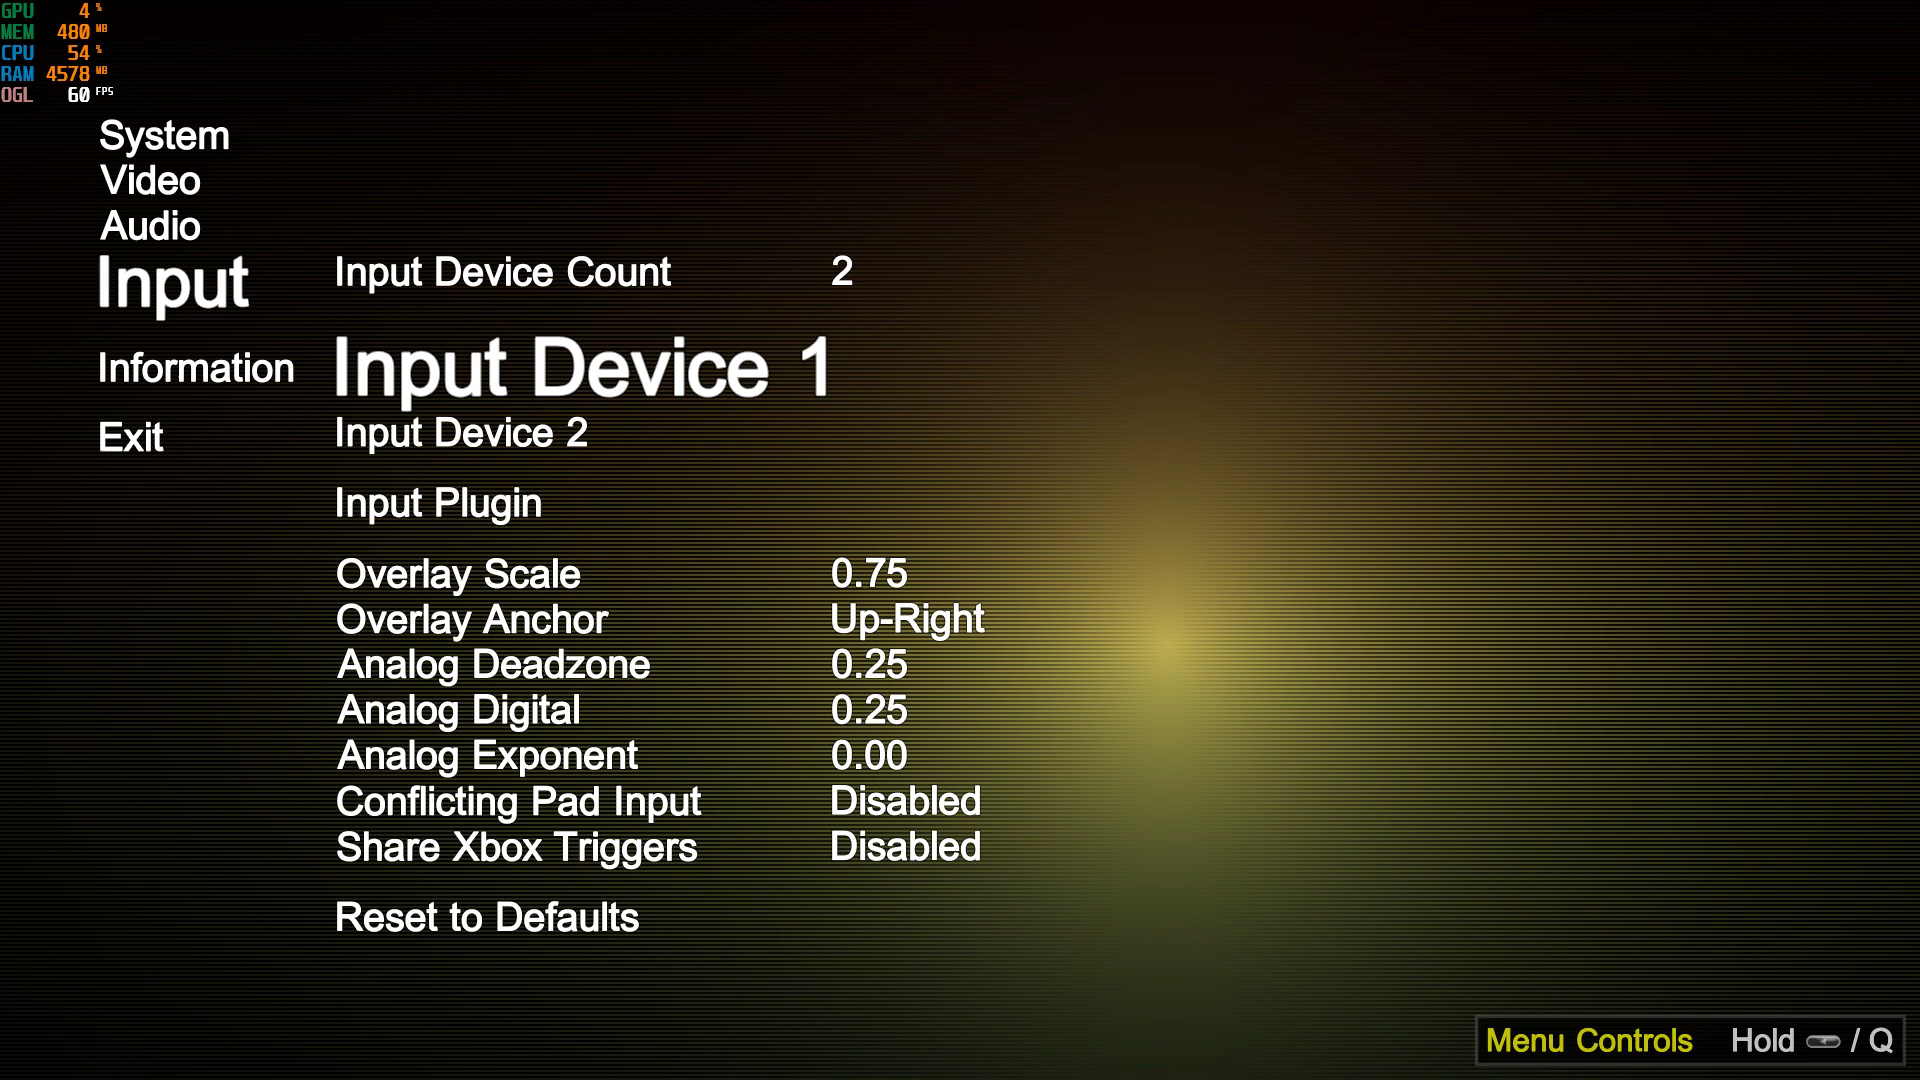 GPU 4 %
MEM 480 MB
CPU 54 %
RAM 4578 MB
OGL 60 FPS
System
Video
Audio
Input
Information
Exit
Input Device Count 2
Input Device 1
Input Device 2
Input Plugin
Overlay Scale 0.75
Overlay Anchor Up-Right
Analog Deadzone 0.25
Analog Digital 0.25
Analog Exponent 0.00
Conflicting Pad Input Disabled
Share Xbox Triggers Disabled
Reset to Defaults
Menu Controls Hold / Q